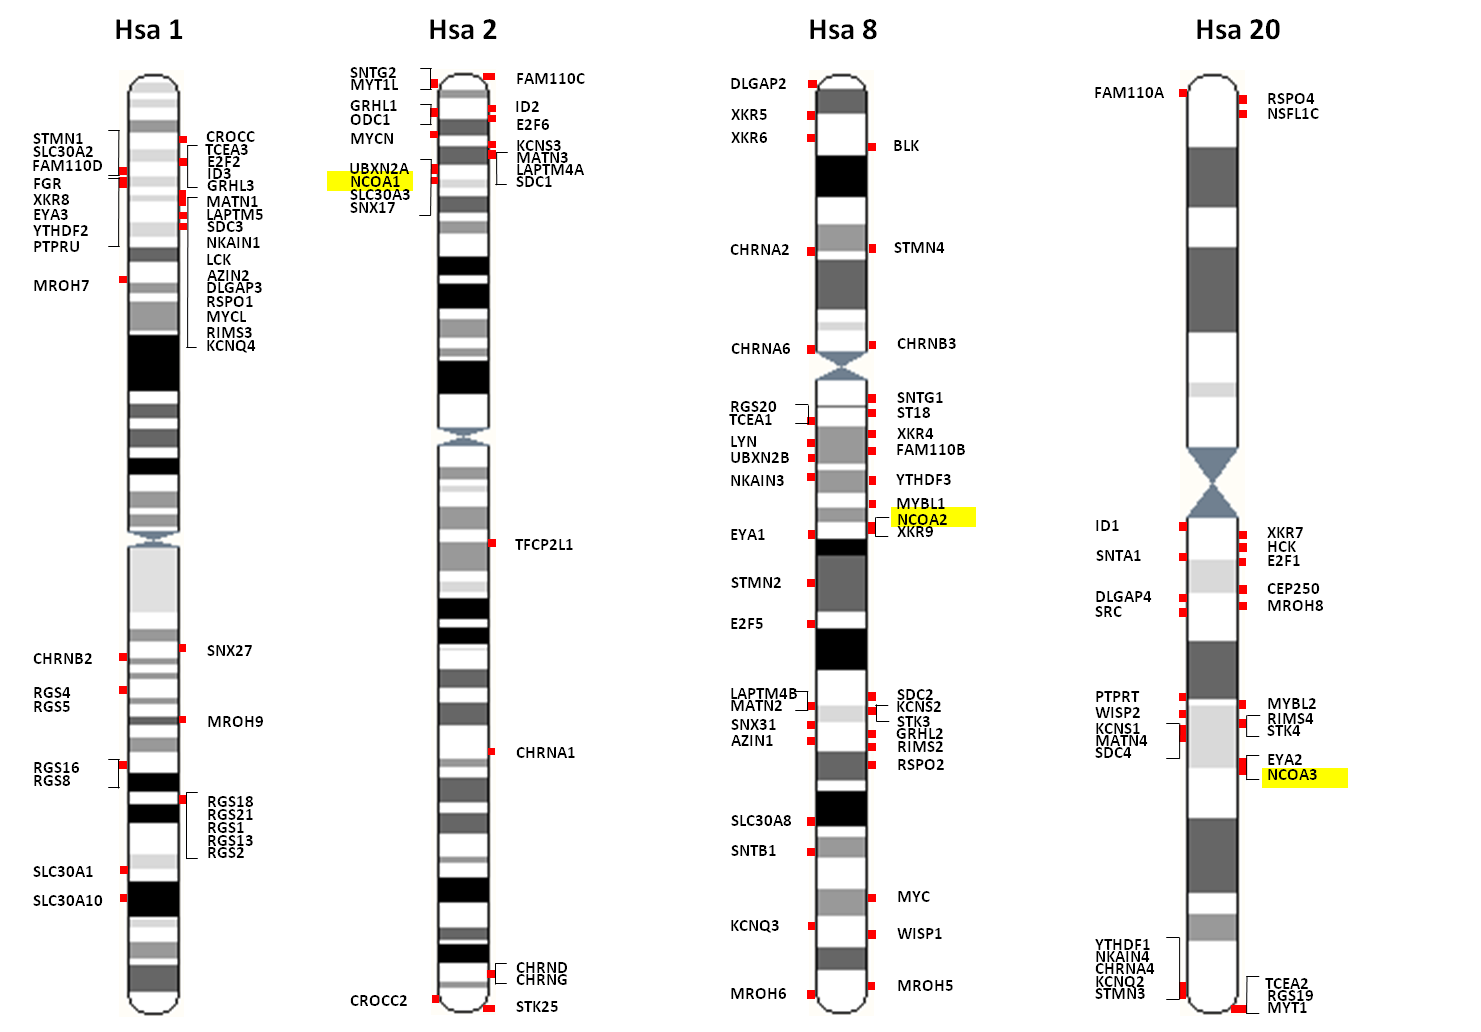 Hsa 1
Hsa 2
Hsa 8
Hsa 20
STMN1
SLC30A2
FAM110D
FGR
XKR8
EYA3
YTHDF2
PTPRU
MROH7
CHRNB2
RGS4
RGS5
RGS16
RGS8
SLC30A1
SLC30A10
CROCC
TCEA3
E2F2
ID3
GRHL3
MATN1
LAPTM5
SDC3
NKAIN1
LCK
AZIN2
DLGAP3
RSPO1
MYCL
RIMS3
KCNQ4
SNX27
MROH9
RGS18
RGS21
RGS1
RGS13
RGS2
SNTG2
MYT1L
GRHL1
ODC1
MYCN
UBXN2A
NCOA1
SLC30A3
SNX17
CROCC2
FAM110C
ID2
E2F6
KCNS3
MATN3
LAPTM4A
SDC1
TFCP2L1
CHRNA1
CHRND
CHRNG
STK25
DLGAP2
XKR5
XKR6
CHRNA2
CHRNA6
RGS20
TCEA1
LYN
UBXN2B
NKAIN3
EYA1
STMN2
E2F5
LAPTM4B
MATN2
SNX31
AZIN1
SLC30A8
SNTB1
KCNQ3
MROH6
BLK
STMN4
CHRNB3
SNTG1
ST18
XKR4
FAM110B
YTHDF3
MYBL1
NCOA2
XKR9
SDC2
KCNS2
STK3
GRHL2
RIMS2
RSPO2
MYC
WISP1
MROH5
FAM110A
ID1
SNTA1
DLGAP4
SRC
PTPRT
WISP2
KCNS1
MATN4
SDC4
YTHDF1
NKAIN4
CHRNA4
KCNQ2
STMN3
RSPO4
NSFL1C
XKR7
HCK
E2F1
CEP250
MROH8
MYBL2
RIMS4
STK4
EYA2
NCOA3
TCEA2
RGS19
MYT1